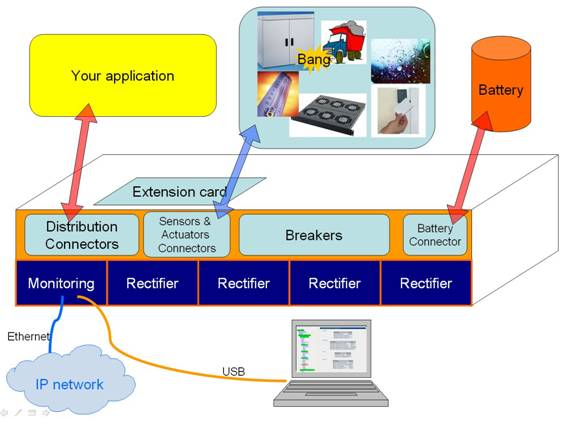 Your application
Bang
Battery
Extension card
Distribution
Connectors
Sensors &
Actuators
Connectors
Breakers
Battery
Connector
Monitoring
Rectifier
Rectifier
Rectifier
Rectifier
Ethernet
IP network
USB